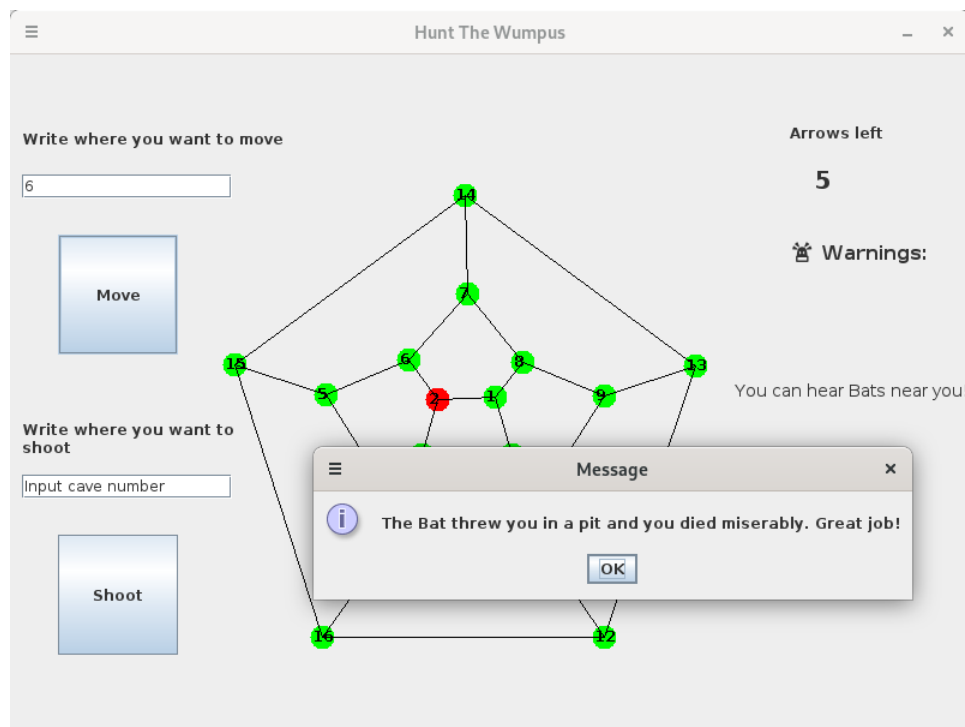 Hunt The Wumpus
Write where you want to move
6
Move
Arrows left
5
Warnings:
You can hear Bats near you
14
7
6
8
15
5
2
1
9
13
Write where you want to
shoot
Input cave number
Shoot
Message
The Bat threw you in a pit and you died miserably. Great job!
OK
16
12